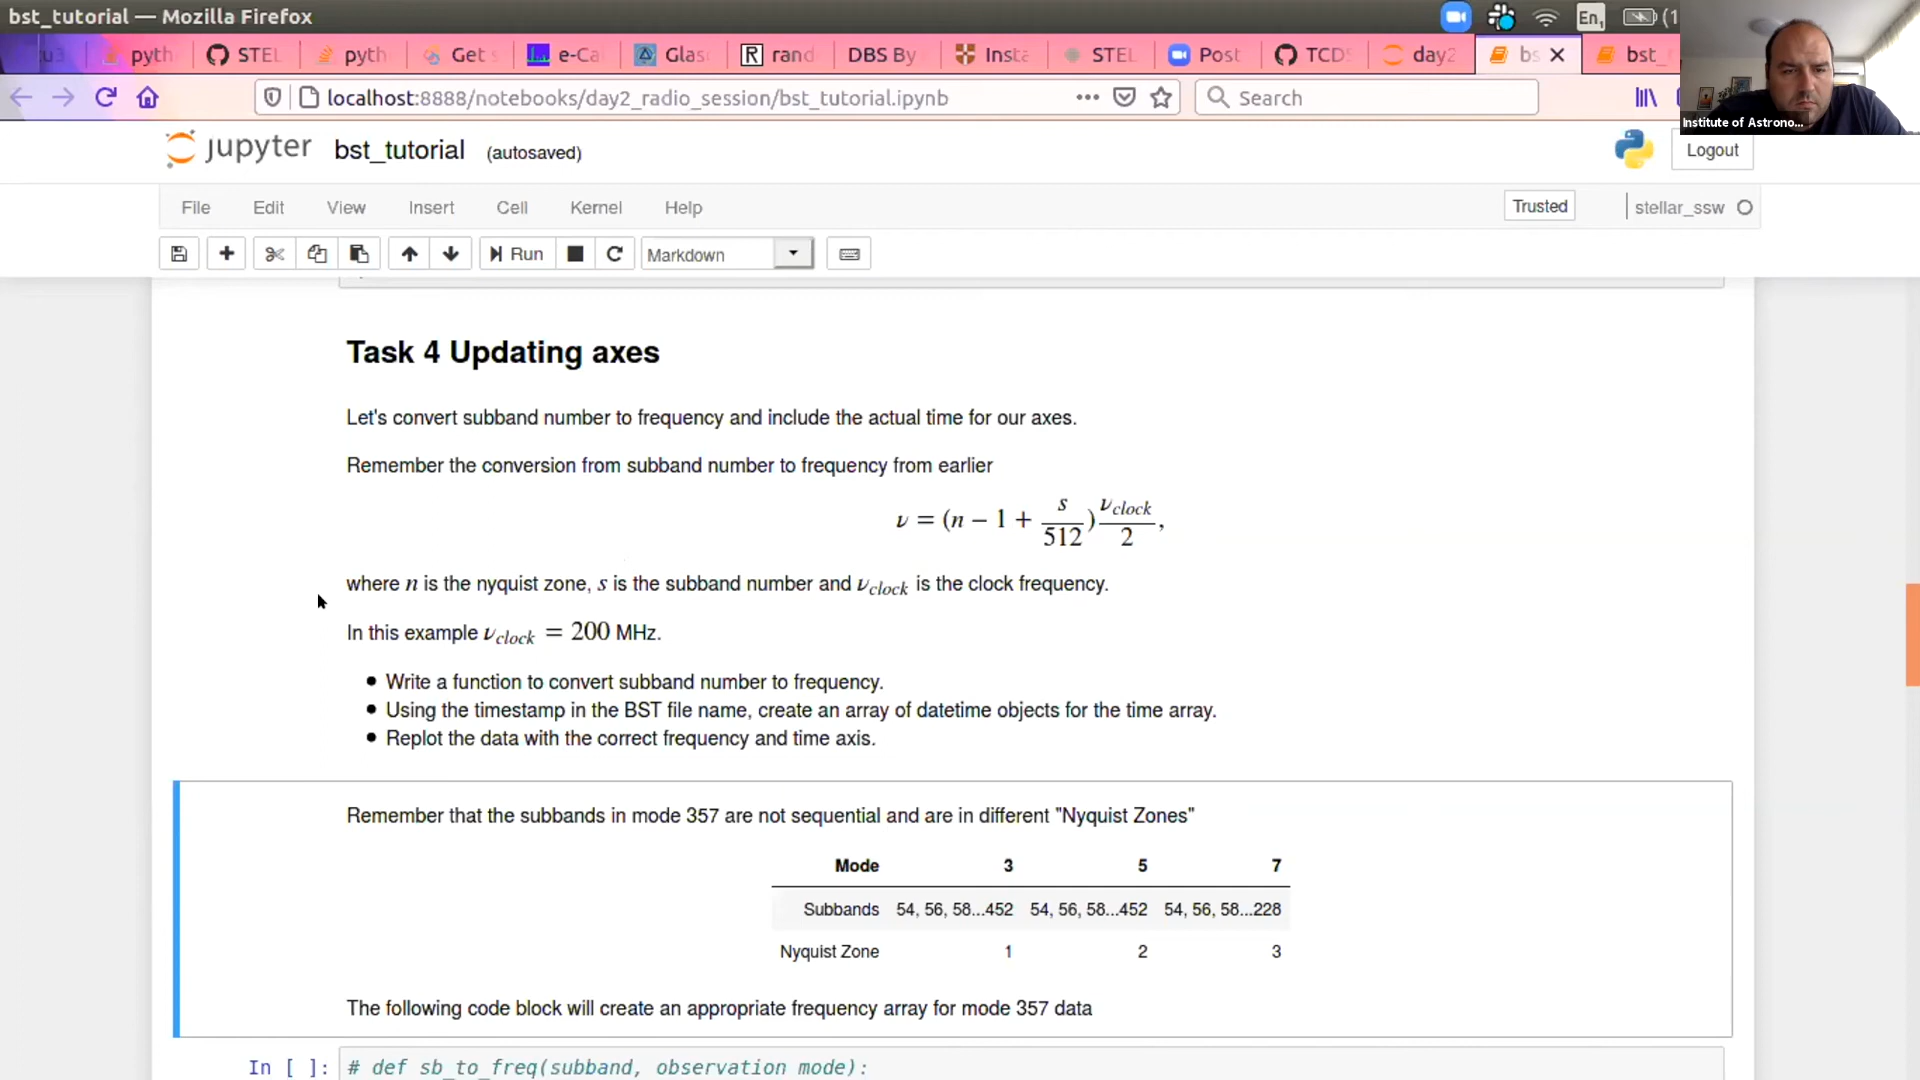 bst_tutorial — Mozilla Firefox
En1
(1
tu3
pyth
STEL
pyth
Get s
e-Ca
Glas
rand
DBS By
Insta
STEL
Post
TCD
day2
bs
bst_
localhost:8888/notebooks/day2_radio_session/bst_tutorial.ipynb
Search
Institute of Astrono...
jupyter bst_tutorial (autosaved)
Logout
File Edit View Insert Cell Kernel Help
Trusted
stellar_ssw
Run
Markdown
Task 4 Updating axes
Let's convert subband number to frequency and include the actual time for our axes.
Remember the conversion from subband number to frequency from earlier
ν = (n − 1 + s/512) ν_clock/2,
where n is the nyquist zone, s is the subband number and ν_clock is the clock frequency.
In this example ν_clock = 200 MHz.
• Write a function to convert subband number to frequency.
• Using the timestamp in the BST file name, create an array of datetime objects for the time array.
• Replot the data with the correct frequency and time axis.
Remember that the subbands in mode 357 are not sequential and are in different "Nyquist Zones"
Mode 3 5 7
Subbands 54, 56, 58...452 54, 56, 58...452 54, 56, 58...228
Nyquist Zone 1 2 3
The following code block will create an appropriate frequency array for mode 357 data
In [ ]: # def sb_to_freq(subband, observation mode):